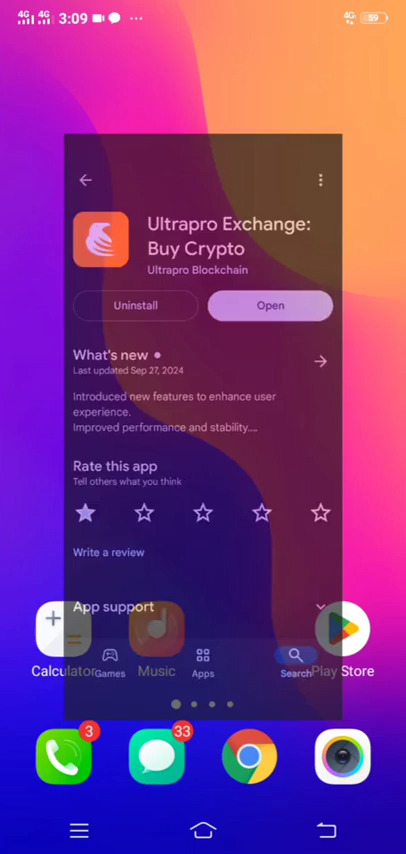 4G 4G 3:09 4G 59
Ultrapro Exchange:
Buy Crypto
Ultrapro Blockchain
Uninstall
Open
What's new
Last updated Sep 27, 2024
Introduced new features to enhance user
experience.
Improved performance and stability....
Rate this app
Tell others what you think
Write a review
App support
Games
Apps
Search
Calculator
Music
Play Store
3
33